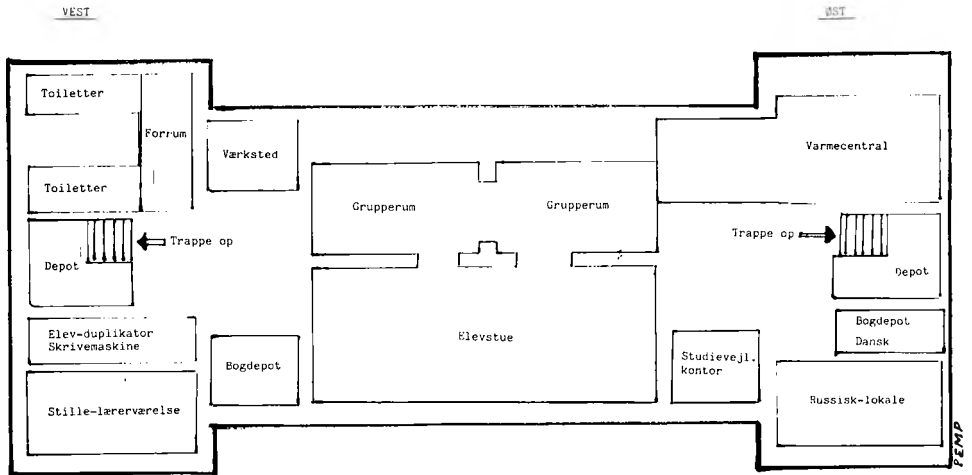 VEST
ØST
Toiletter
Forrum
Værksted
Varmecentral
Toiletter
Grupperum
Grupperum
Trappe op
Trappe op
Depot
Depot
Elev-duplikator
Skrivemaskine
Bogdepot
Dansk
Elevstue
Bogdepot
Studievejl.
kontor
Stille-lærerværelse
Russisk-lokale
PEMP